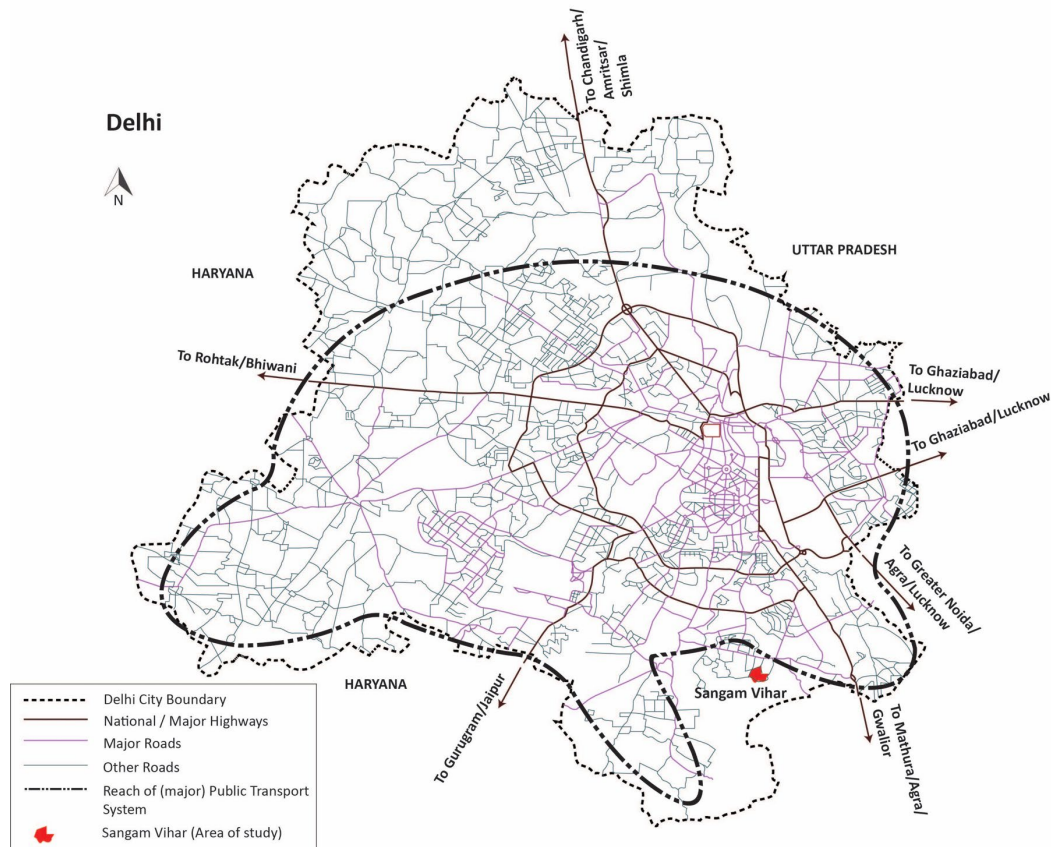 To Chandigarh/
Amritsar/
Shimla
Delhi
N
UTTAR PRADESH
HARYANA
To Rohtak/Bhiwani
To Ghaziabad/
Lucknow
To Ghaziabad/Lucknow
To Greater Noida/
Agra/Lucknow
HARYANA
Sangam Vihar
To Gurugram/Jaipur
To Mathura/Agra/
Gwalior
Delhi City Boundary
National / Major Highways
Major Roads
Other Roads
Reach of (major) Public Transport
System
Sangam Vihar (Area of study)